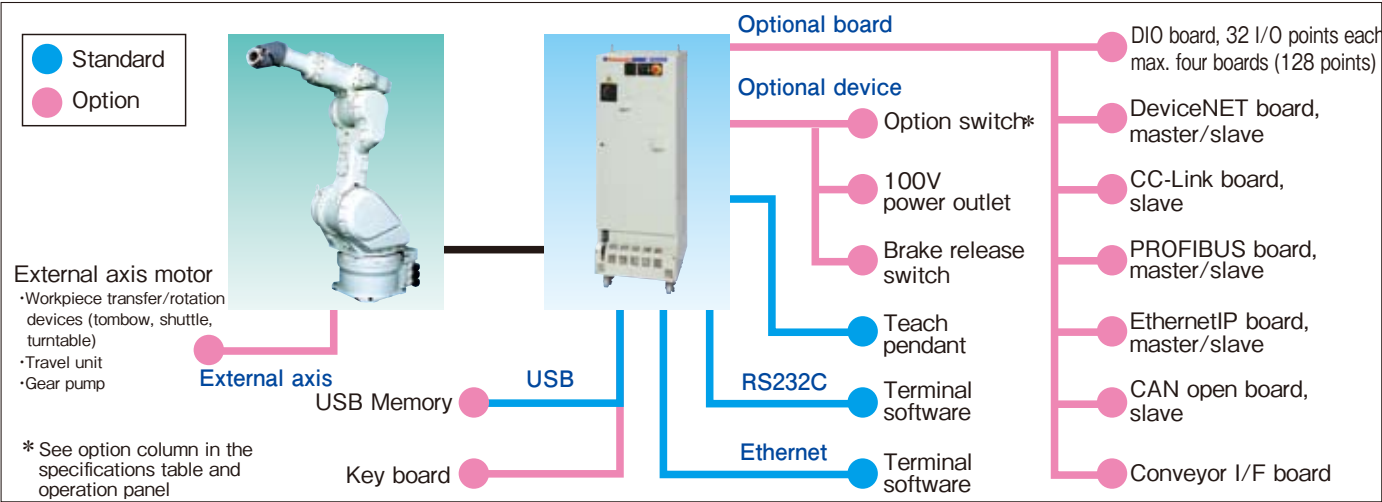 Standard
Option
Optional board
Optional device
Option switch*
100V
power outlet
Brake release
switch
Teach
pendant
RS232C
Terminal
software
Ethernet
Terminal
software
DIO board, 32 I/O points each
max. four boards (128 points)
DeviceNET board,
master/slave
CC-Link board,
slave
PROFIBUS board,
master/slave
EthernetIP board,
master/slave
CAN open board,
slave
Conveyor I/F board
External axis motor
・Workpiece transfer/rotation
devices (tombow, shuttle,
turntable)
・Travel unit
・Gear pump
External axis
USB
USB Memory
Key board
* See option column in the
specifications table and
operation panel